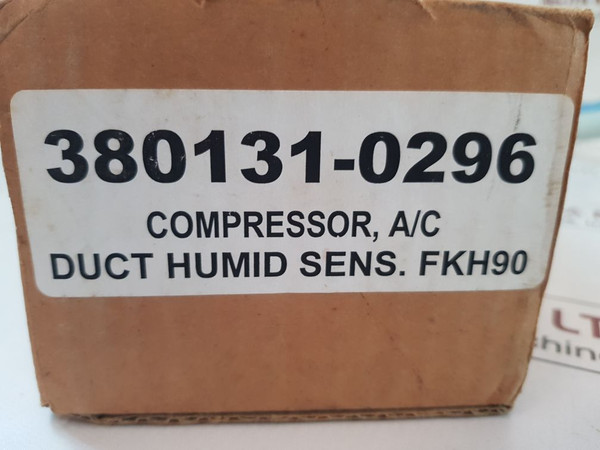 380131-0296
COMPRESSOR, A/C
DUCT HUMID SENS. FKH90